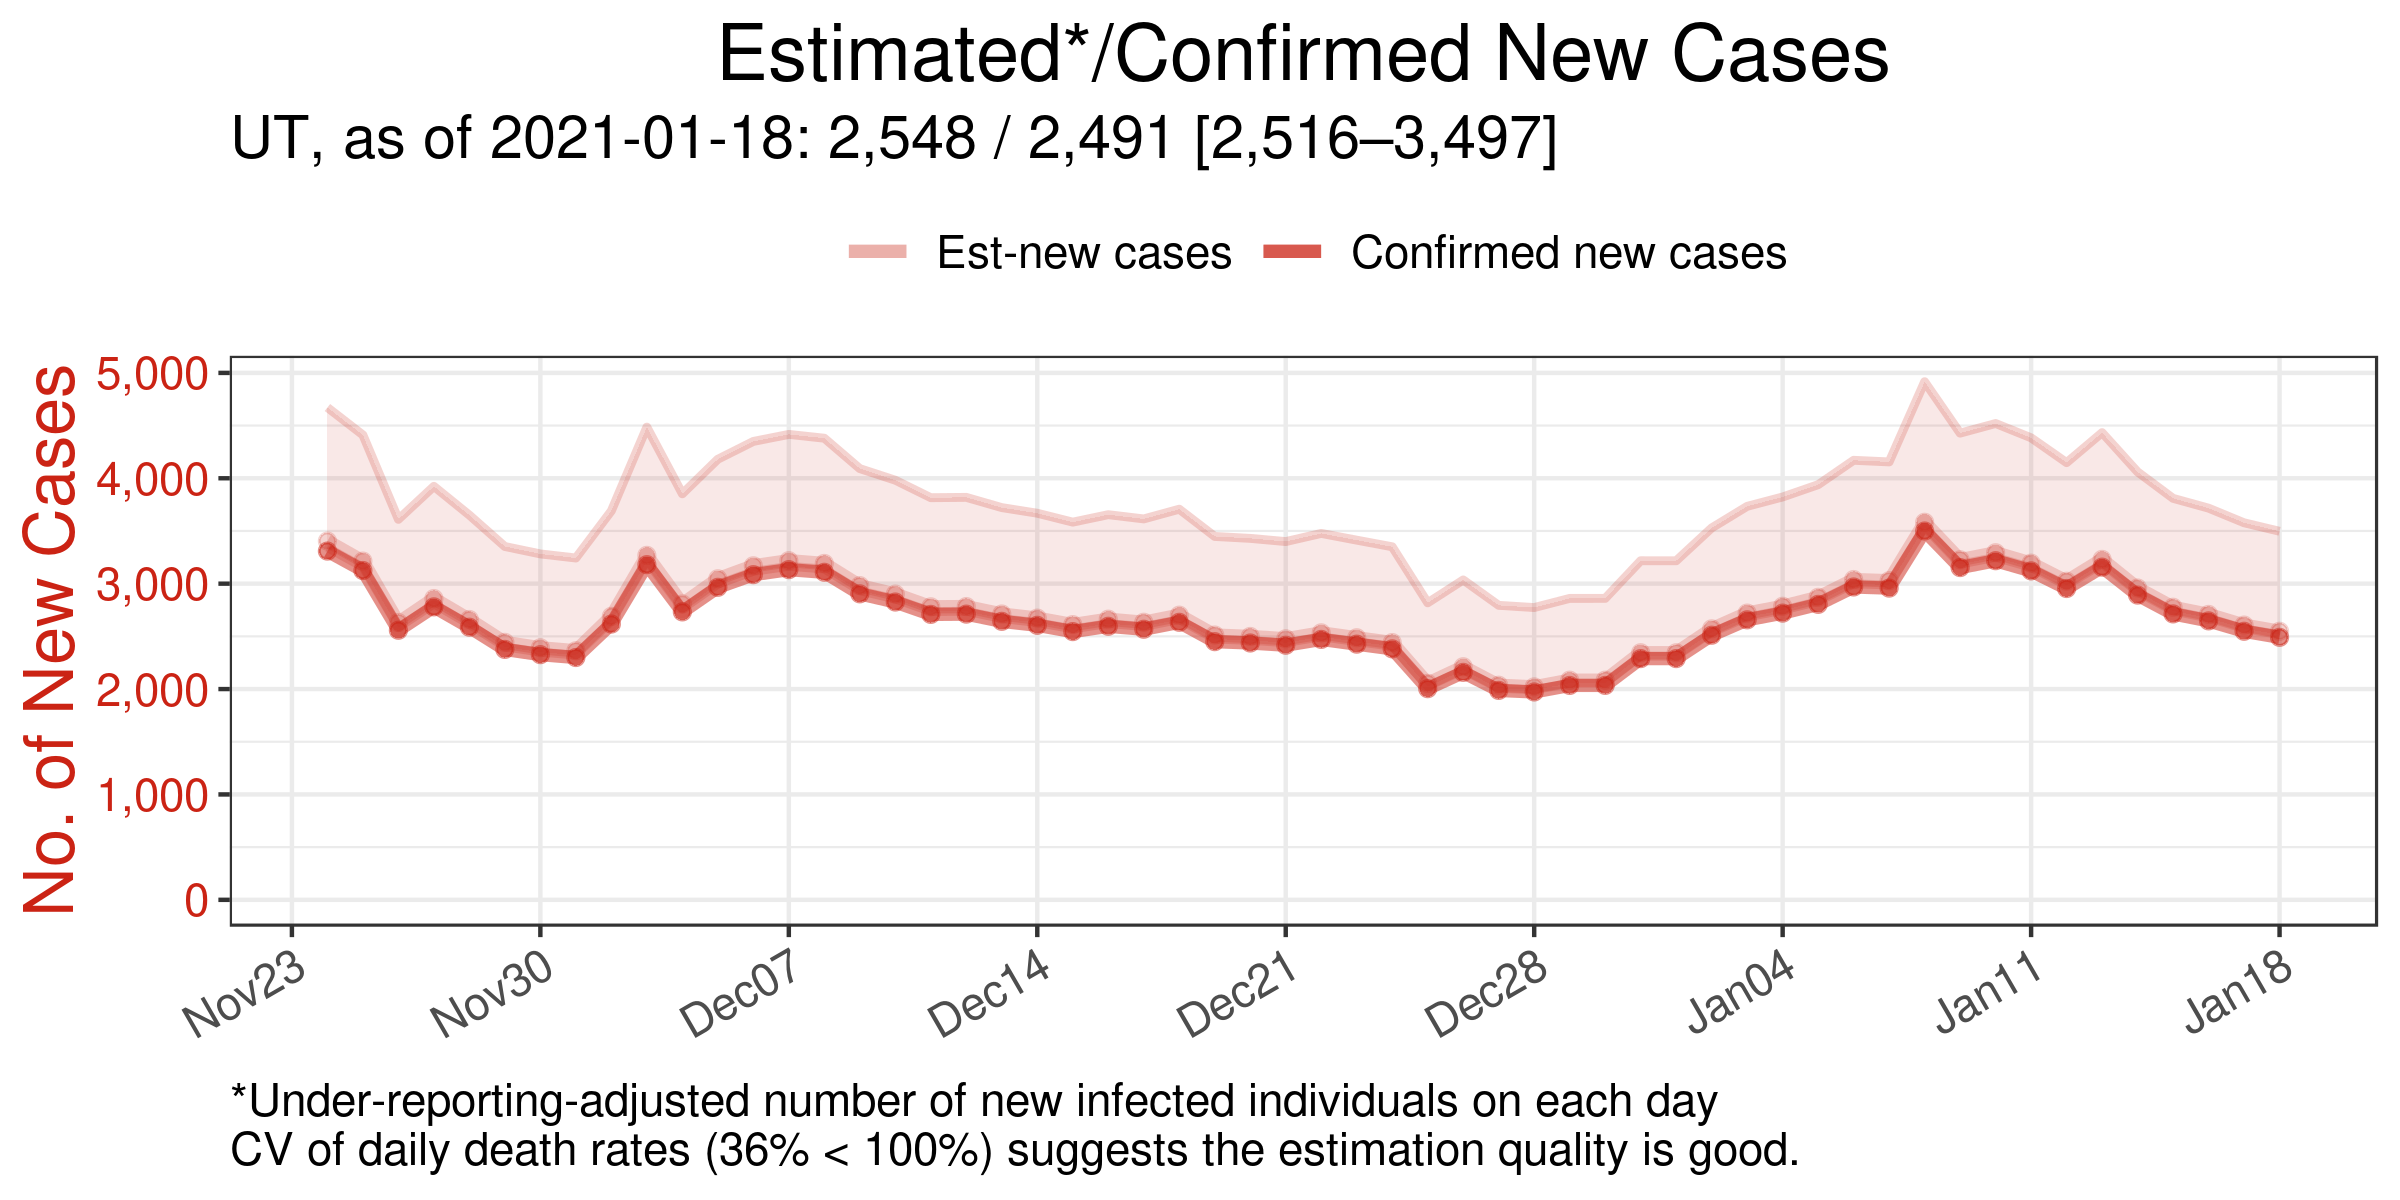 Estimated*/Confirmed New Cases
UT, as of 2021-01-18: 2,548 / 2,491 [2,516–3,497]
Est-new cases
Confirmed new cases
No. of New Cases
5,000
4,000
3,000
2,000
1,000
0
Nov23
Nov30
Dec07
Dec14
Dec21
Dec28
Jan04
Jan11
Jan18
*Under-reporting-adjusted number of new infected individuals on each day
CV of daily death rates (36% < 100%) suggests the estimation quality is good.